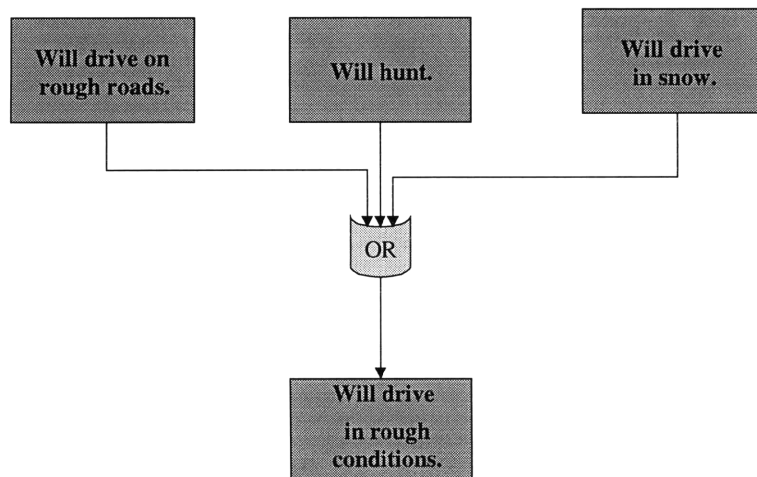 Will drive on
rough roads.
Will hunt.
Will drive
in snow.
OR
Will drive
in rough
conditions.